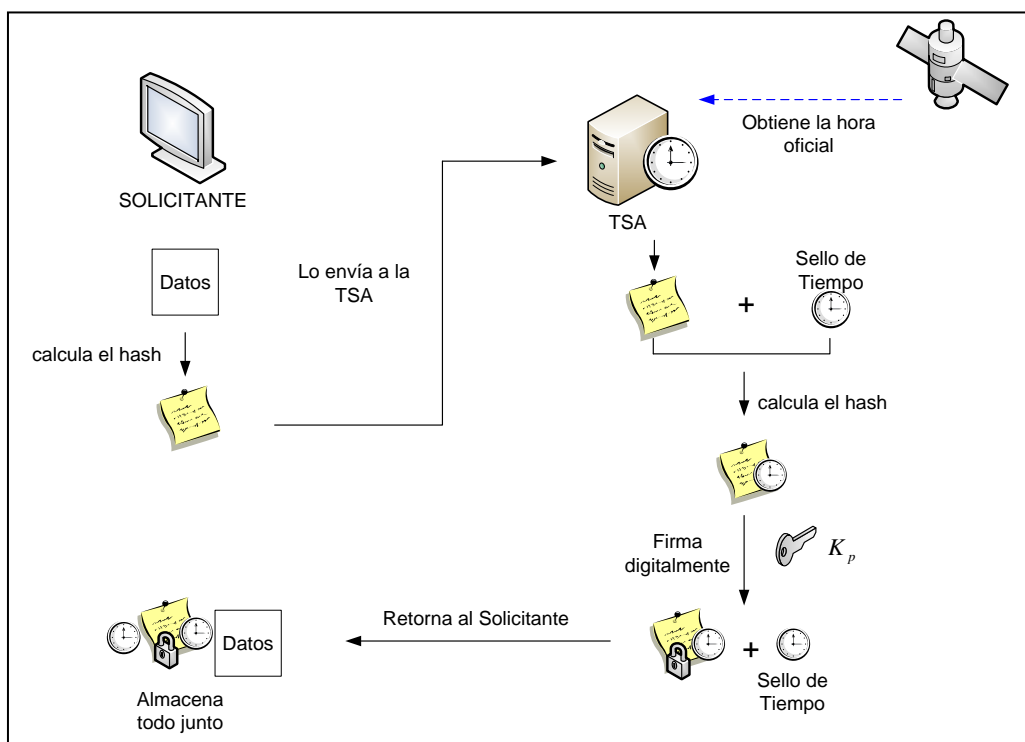 SOLICITANTE
Datos
calcula el hash
Lo envía a la
TSA
Obtiene la hora
oficial
TSA
Sello de
Tiempo
+
calcula el hash
Firma
digitalmente
K p
+
Sello de
Tiempo
Retorna al Solicitante
Datos
Almacena
todo junto